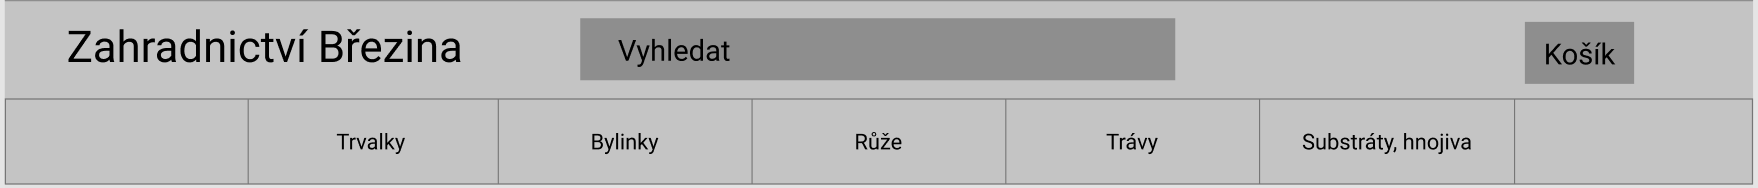 Zahradnictví Březina
Vyhledat
Košík
Trvalky
Bylinky
Růže
Trávy
Substráty, hnojiva